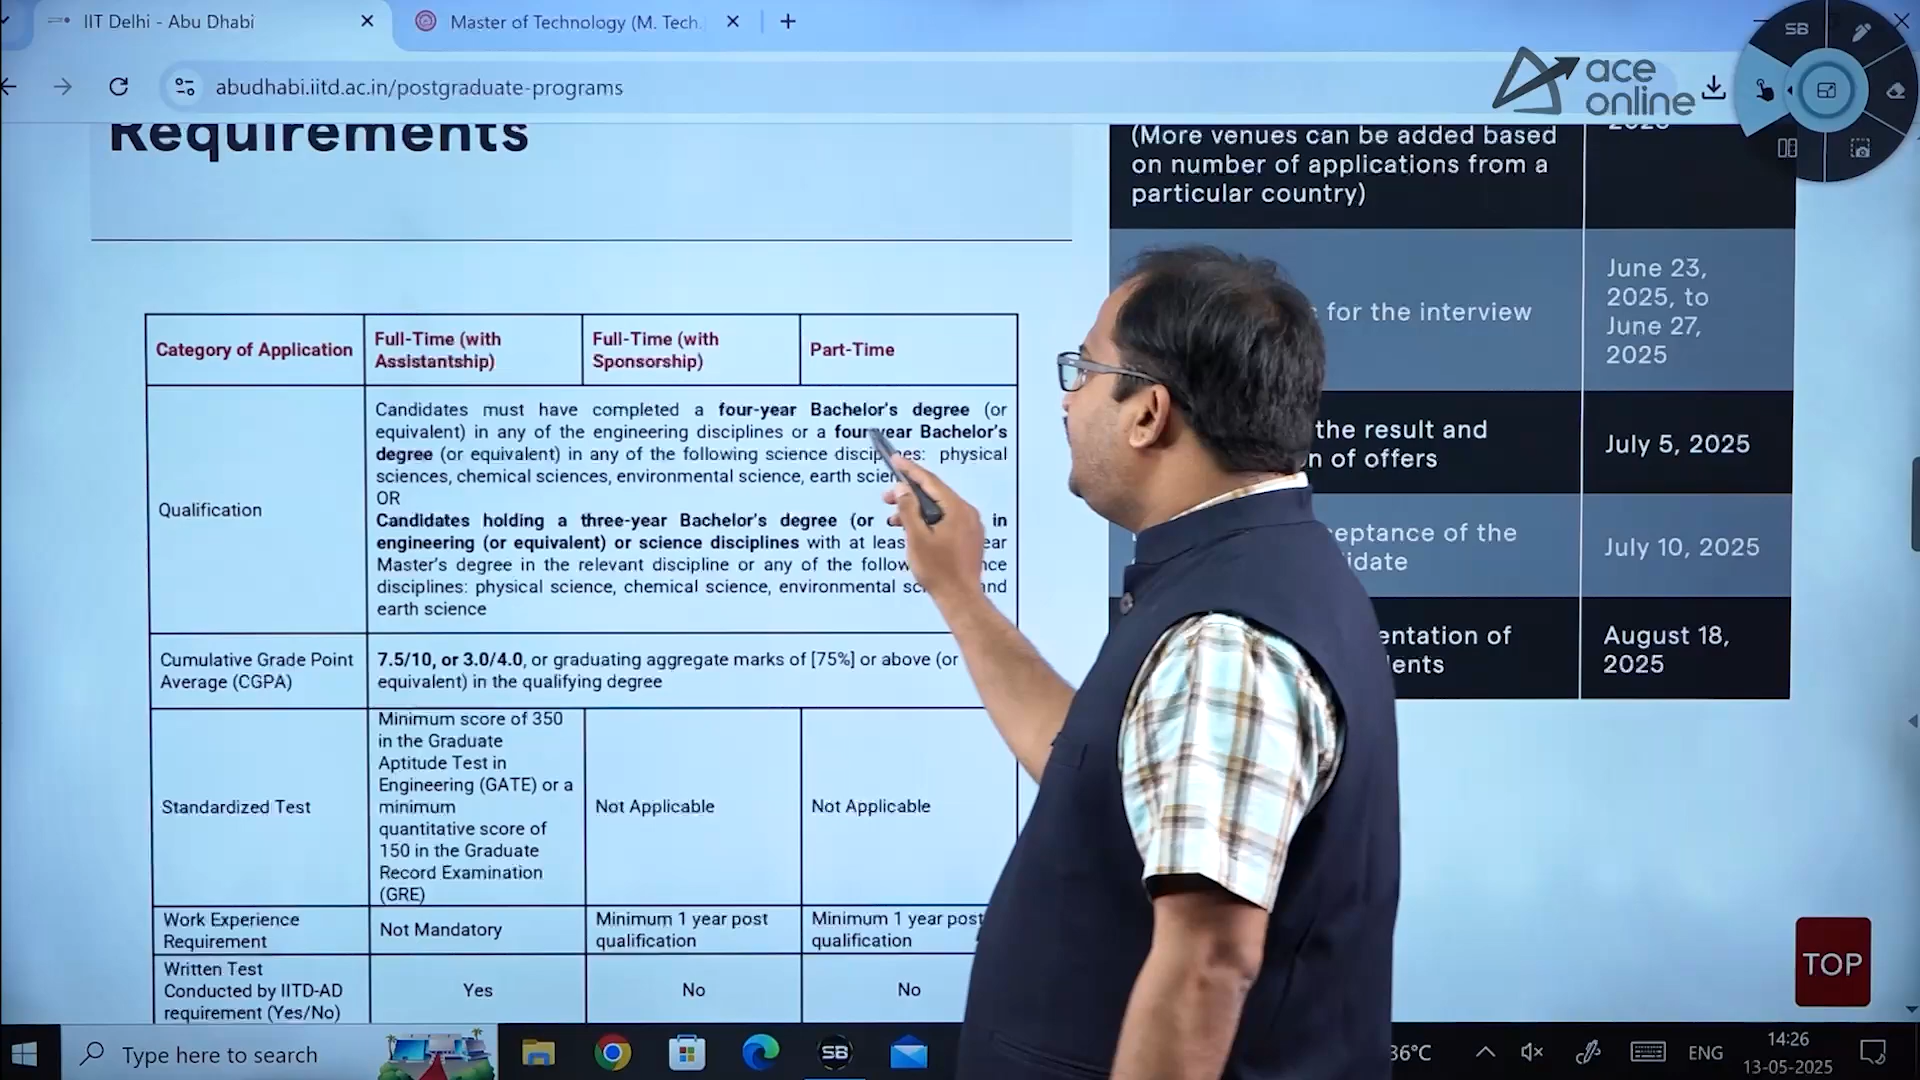 IIT Delhi - Abu Dhabi
Master of Technology (M. Tech.
abudhabi.iitd.ac.in/postgraduate-programs
SB
ace
online
Requirements
Category of Application
Full-Time (with
Assistantship)
Full-Time (with
Sponsorship)
Part-Time
Qualification
Candidates must have completed a four-year Bachelor's degree (or
equivalent) in any of the engineering disciplines or a four-year Bachelor's
degree (or equivalent) in any of the following science disciplines: physical
sciences, chemical sciences, environmental science, earth
OR
Candidates holding a three-year Bachelor's degree (or in
engineering (or equivalent) or science disciplines with at
Master's degree in the relevant discipline or any of the
disciplines: physical science, chemical science, environmental and
earth science
Cumulative Grade Point
Average (CGPA)
7.5/10, or 3.0/4.0, or graduating aggregate marks of [75%] or above (or
equivalent) in the qualifying degree
Standardized Test
Minimum score of 350
in the Graduate
Aptitude Test in
Engineering (GATE) or a
minimum
quantitative score of
150 in the Graduate
Record Examination
(GRE)
Not Applicable
Not Applicable
Work Experience
Requirement
Not Mandatory
Minimum 1 year post
qualification
Minimum 1 year post
qualification
Written Test
Conducted by IITD-AD
requirement (Yes/No)
Yes
No
No
(More venues can be added based
on number of applications from a
particular country)
2025
for the interview
June 23,
2025, to
June 27,
2025
the result and
of offers
July 5, 2025
acceptance of the
July 10, 2025
of
August 18,
2025
TOP
Type here to search
SB
36°C
ENG
14:26
13-05-2025